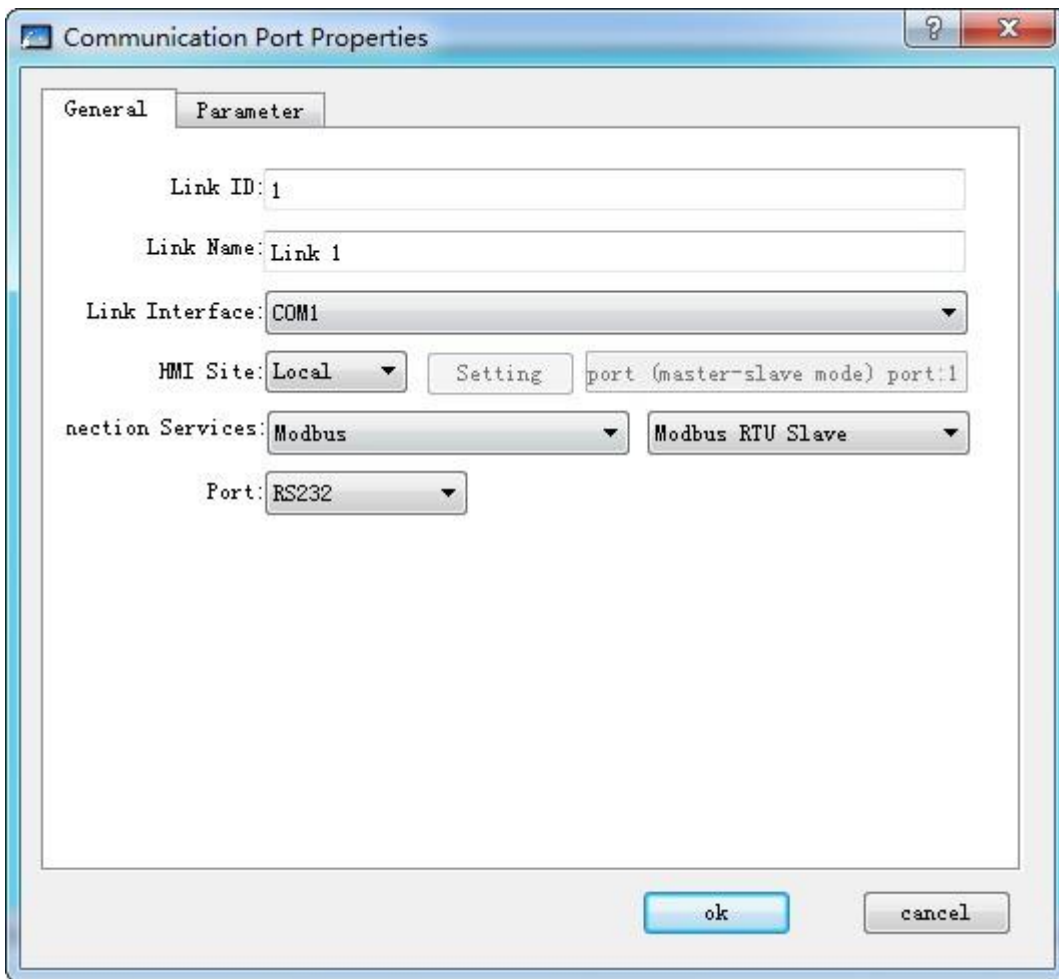 Communication Port Properties
General Parameter
Link ID: 1
Link Name: Link 1
Link Interface: COM1
HMI Site: Local Setting port (master-slave mode) port:1
nection Services: Modbus Modbus RTU Slave
Port: RS232
ok cancel